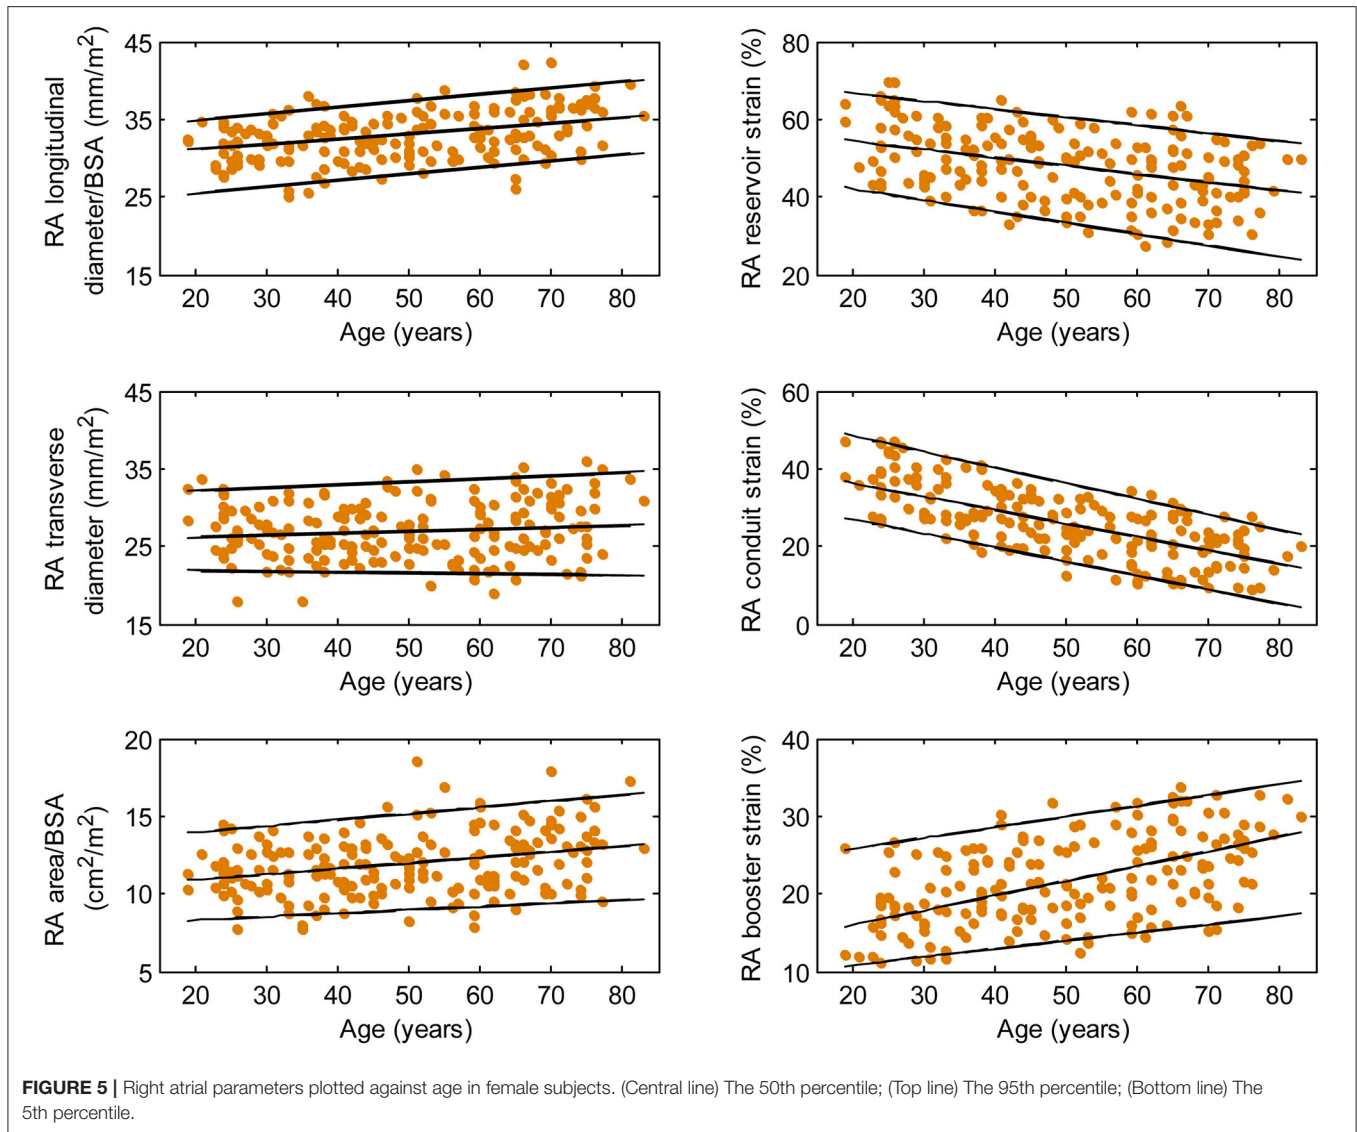 RA longitudinal
diameter/BSA (mm/m²)
45
35
25
15
20 30 40 50 60 70 80
Age (years)
RA reservoir strain (%)
80
60
40
20
20 30 40 50 60 70 80
Age (years)
RA transverse
diameter (mm/m²)
45
35
25
15
20 30 40 50 60 70 80
Age (years)
RA conduit strain (%)
60
40
20
0
20 30 40 50 60 70 80
Age (years)
RA area/BSA
(cm²/m²)
20
15
10
5
20 30 40 50 60 70 80
Age (years)
RA booster strain (%)
40
30
20
10
20 30 40 50 60 70 80
Age (years)
FIGURE 5 | Right atrial parameters plotted against age in female subjects. (Central line) The 50th percentile; (Top line) The 95th percentile; (Bottom line) The
5th percentile.